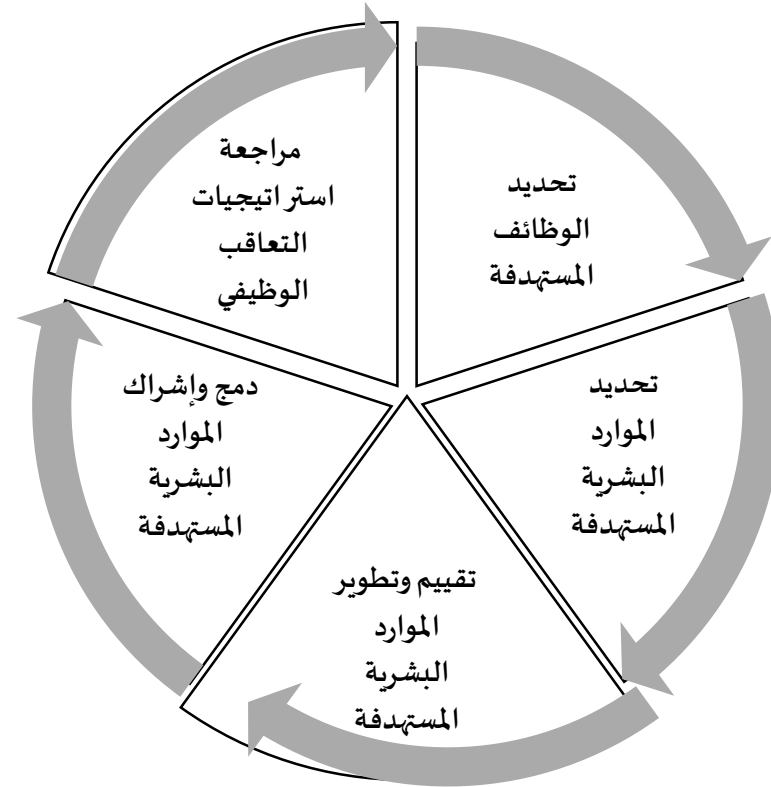 تحديد
الوظائف
المستهدفة
تحديد
الموارد
البشرية
المستهدفة
تقييم وتطوير
الموارد
البشرية
المستهدفة
دمج وإشراك
الموارد
البشرية
المستهدفة
مراجعة
استراتيجيات
التعاقب
الوظيفي